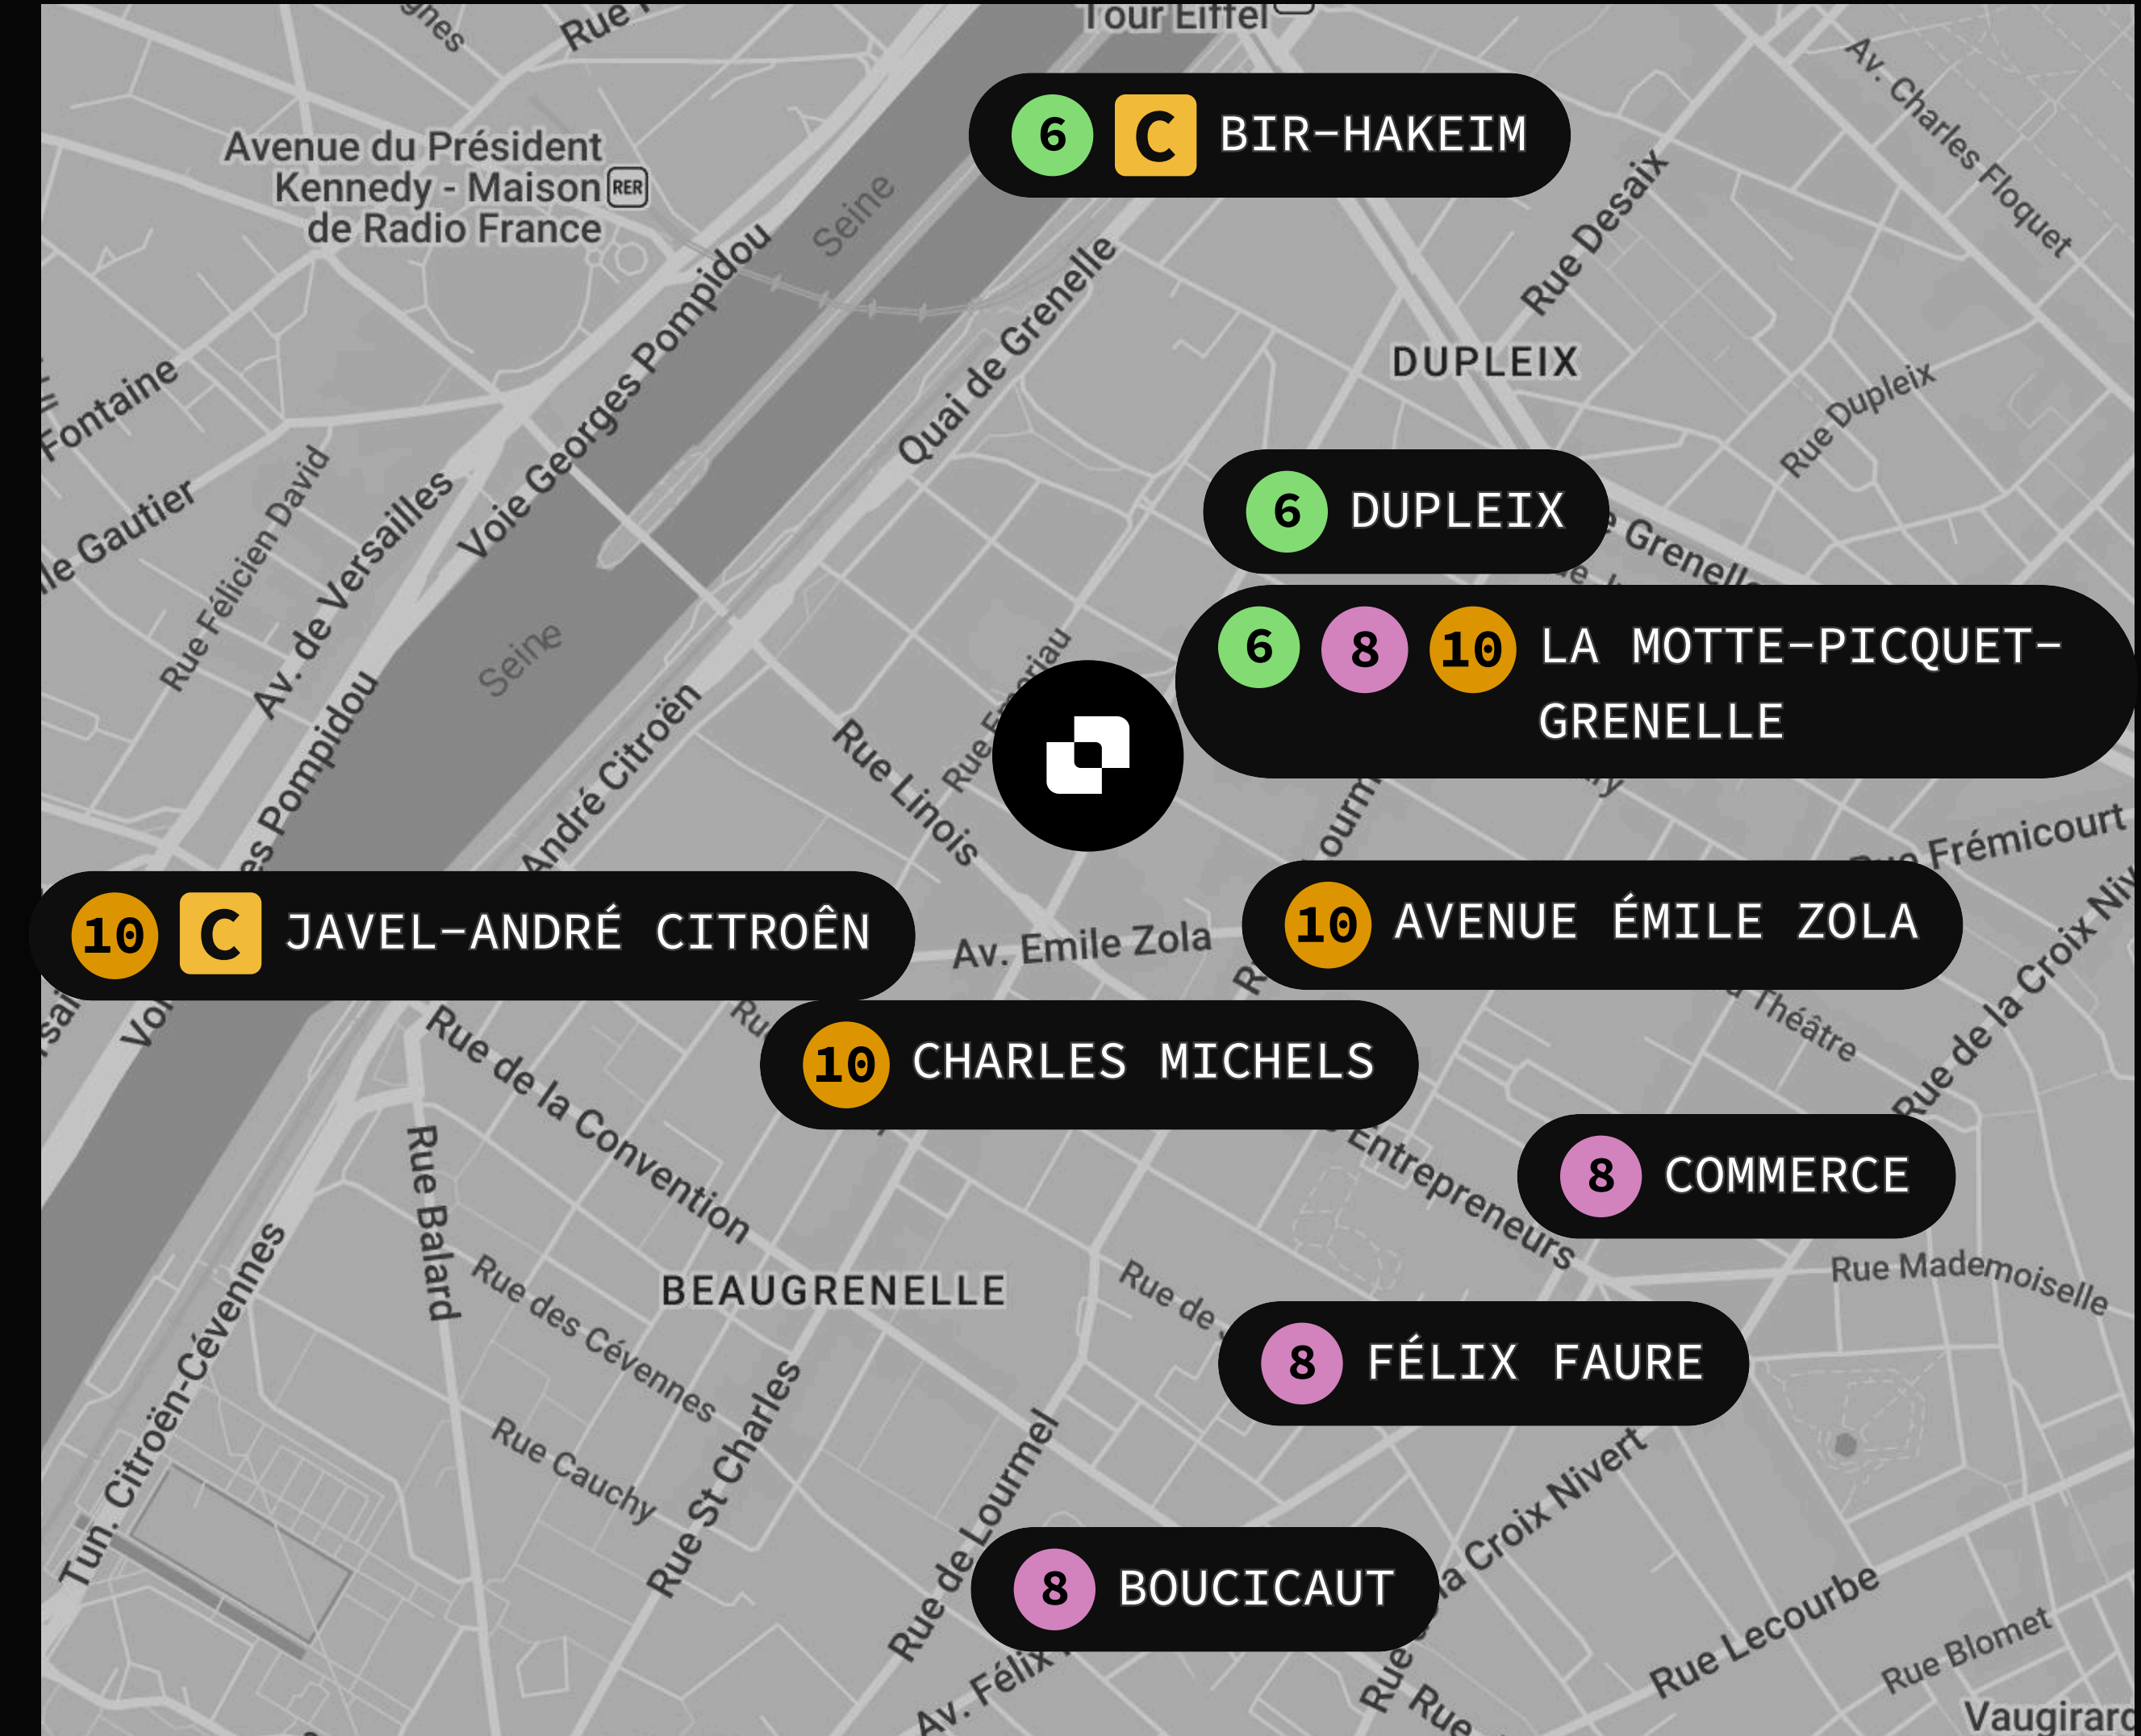 Tour Eiffel
Av. Charles Floquet
6 C BIR-HAKEIM
Avenue du Président
Kennedy - Maison
de Radio France
RER
Seine
Rue Desaix
Voie Georges Pompidou
Quai de Grenelle
DUPLEIX
Rue Dupleix
Fontaine
Gautier
Rue Félicien David
Av. de Versailles
6 DUPLEIX
Grenelle
6 8 10 LA MOTTE-PICQUET-
GRENELLE
Seine
André Citroën
Rue Linois
Pompidou
Rue Frémicourt
10 C JAVEL-ANDRÉ CITROÊN
Av. Emile Zola
10 AVENUE ÉMILE ZOLA
Théâtre
Rue de la Croix Niv
10 CHARLES MICHELS
Rue de la Convention
Entrepreneurs
8 COMMERCE
Rue Balard
Rue Mademoiselle
Rue des Cévennes
BEAUGRENELLE
Rue de
8 FÉLIX FAURE
Tun. Citroën-Cévennes
Rue Cauchy
Rue St Charles
Rue de Lourmel
la Croix Nivert
8 BOUCICAUT
Rue Lecourbe
Rue Blomet
Av. Félix
Rue
Rue
Vaugirard